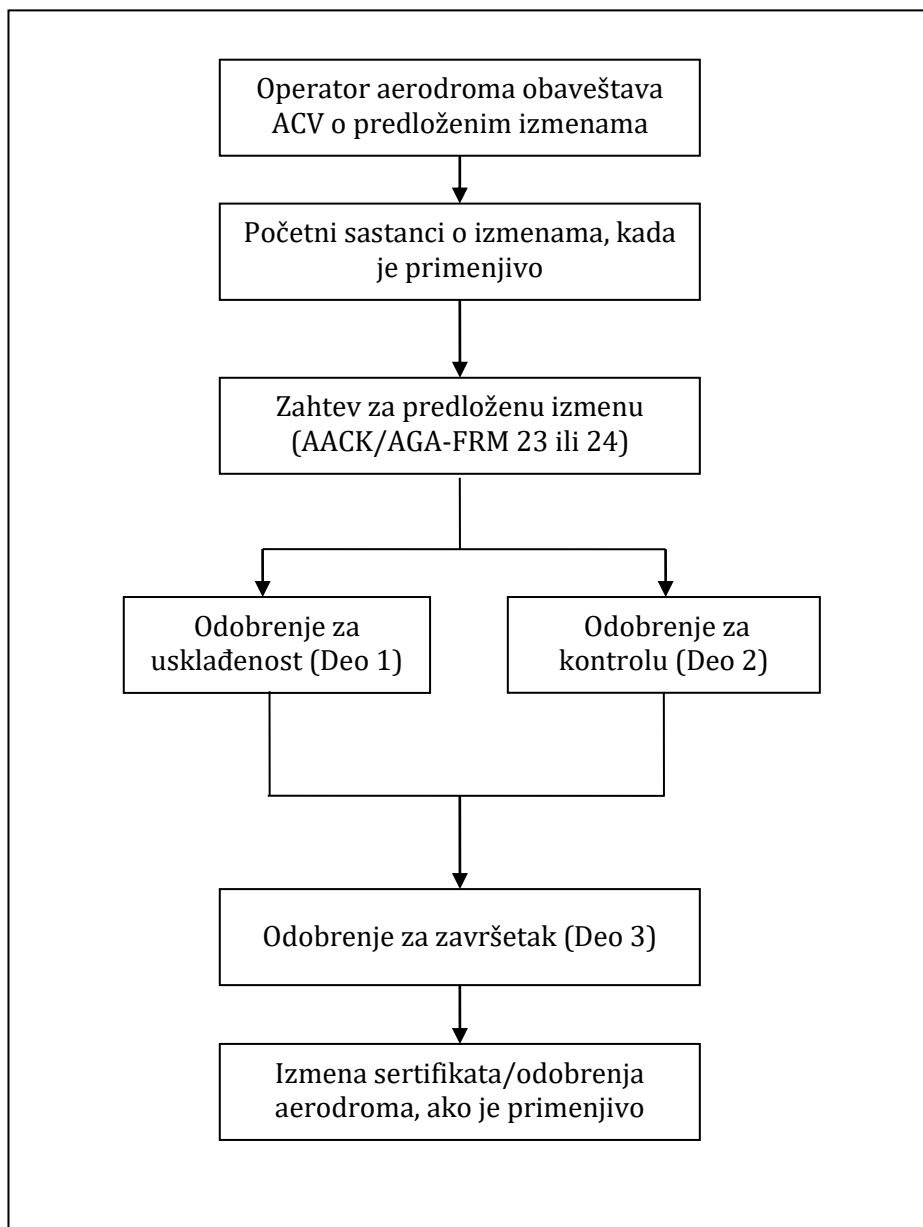 Operator aerodroma obaveštava
ACV o predloženim izmenama
Početni sastanci o izmenama, kada
je primenjivo
Zahtev za predloženu izmenu
(AACK/AGA-FRM 23 ili 24)
Odobrenje za
usklađenost (Deo 1)
Odobrenje za
kontrolu (Deo 2)
Odobrenje za završetak (Deo 3)
Izmena sertifikata/odobrenja
aerodroma, ako je primenjivo